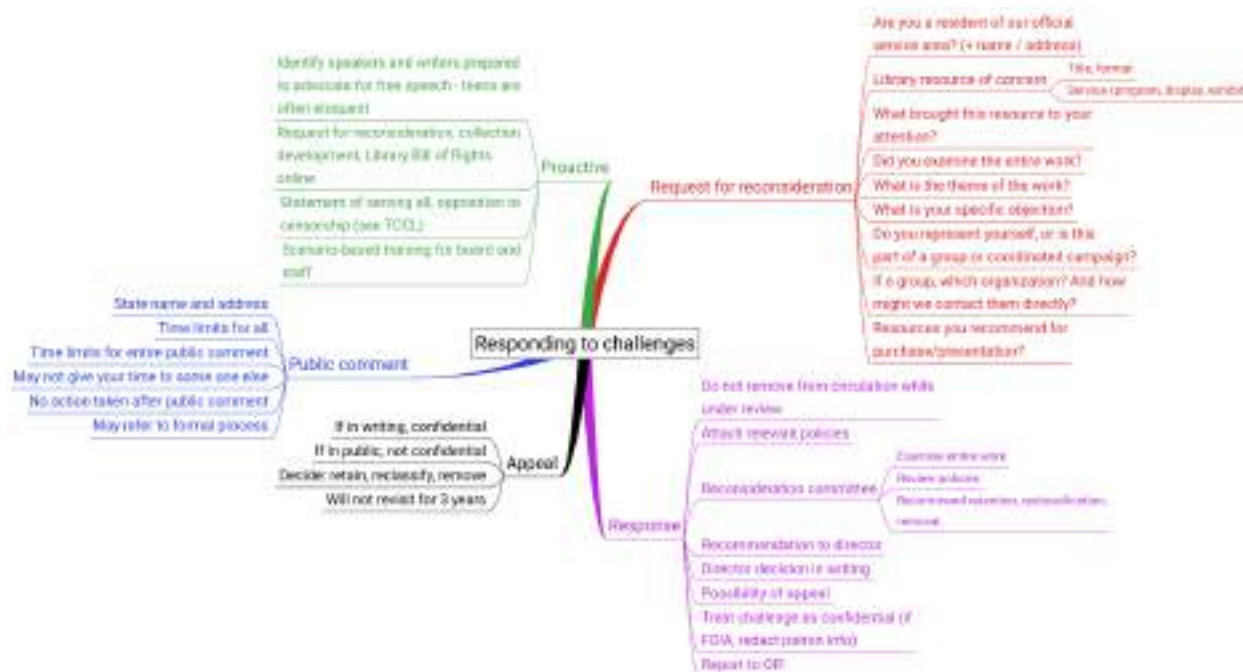 Responding to challenges
Proactive
Identify speakers and writers prepared
to advocate for free speech - teens are
often eloquent
Request for reconsideration, collection
development, Library Bill of Rights
online
Statement of serving all, opposition to
censorship (see TCCL)
Scenario-based training for board and
staff
Request for reconsideration
Are you a resident of our official
service area? (+ name / address)
Library resource of concern
Title, format
Service (program, display, exhibit
What brought this resource to your
attention?
Did you examine the entire work?
What is the theme of the work?
What is your specific objection?
Do you represent yourself, or is this
part of a group or coordinated campaign?
If a group, which organization? And how
might we contact them directly?
Resources you recommend for
purchase/presentation?
Public comment
State name and address
Time limits for all
Time limits for entire public comment
May not give your time to some one else
No action taken after public comment
May refer to formal process
Appeal
If in writing, confidential
If in public, not confidential
Decide: retain, reclassify, remove
Will not revisit for 3 years
Response
Do not remove from circulation while
under review
Attach relevant policies
Reconsideration committee
Examine entire work
Review policies
Recommend retention, reclassification,
removal
Recommendation to director
Director decision in writing
Possibility of appeal
Treat challenge as confidential (if
FOIA, redact patron info)
Report to OIF